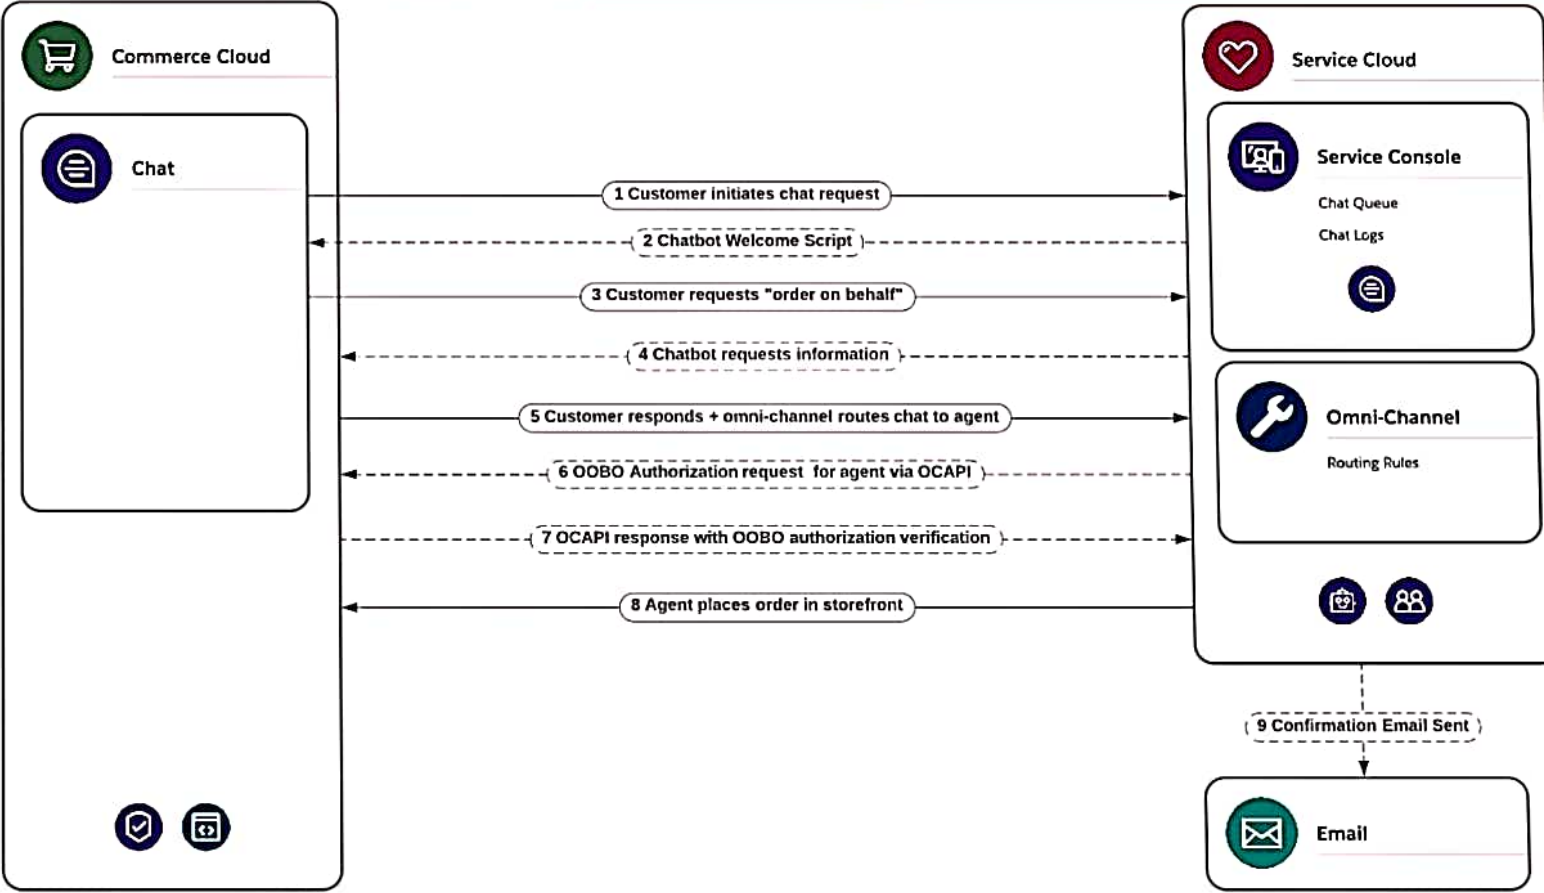 Commerce Cloud
Service Cloud
Chat
Service Console
Chat Queue
Chat Logs
1 Customer initiates chat request
2 Chatbot Welcome Script
3 Customer requests "order on behalf"
4 Chatbot requests information
5 Customer responds + omni-channel routes chat to agent
Omni-Channel
Routing Rules
6 OOBO Authorization request for agent via OCAPI
7 OCAPI response with OOBO authorization verification
8 Agent places order in storefront
9 Confirmation Email Sent
Email